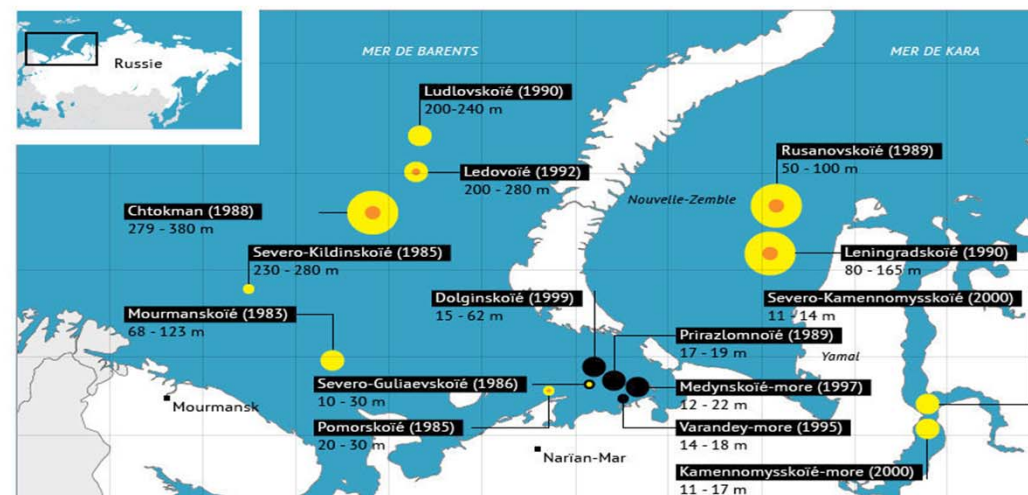 Russie
MER DE BARENTS
MER DE KARA
Ludlovskoïé (1990)
200-240 m
Ledovoïé (1992)
200 - 280 m
Rusanovskoïé (1989)
50 - 100 m
Nouvelle-Zemble
Chtokman (1988)
279 - 380 m
Severo-Kildinskoïé (1985)
230 - 280 m
Leningradskoïé (1990)
80 - 165 m
Dolginskoïé (1999)
15 - 62 m
Severo-Kamennomysskoïé (2000)
11 - 14 m
Mourmanskoïé (1983)
68 - 123 m
Prirazlomnoïé (1989)
17 - 19 m
Yamal
Severo-Guliaevskoïé (1986)
10 - 30 m
Medynskoïé-more (1997)
12 - 22 m
Mourmansk
Pomorskoïé (1985)
20 - 30 m
Varandey-more (1995)
14 - 18 m
Narïan-Mar
Kamennomysskoïé-more (2000)
11 - 17 m